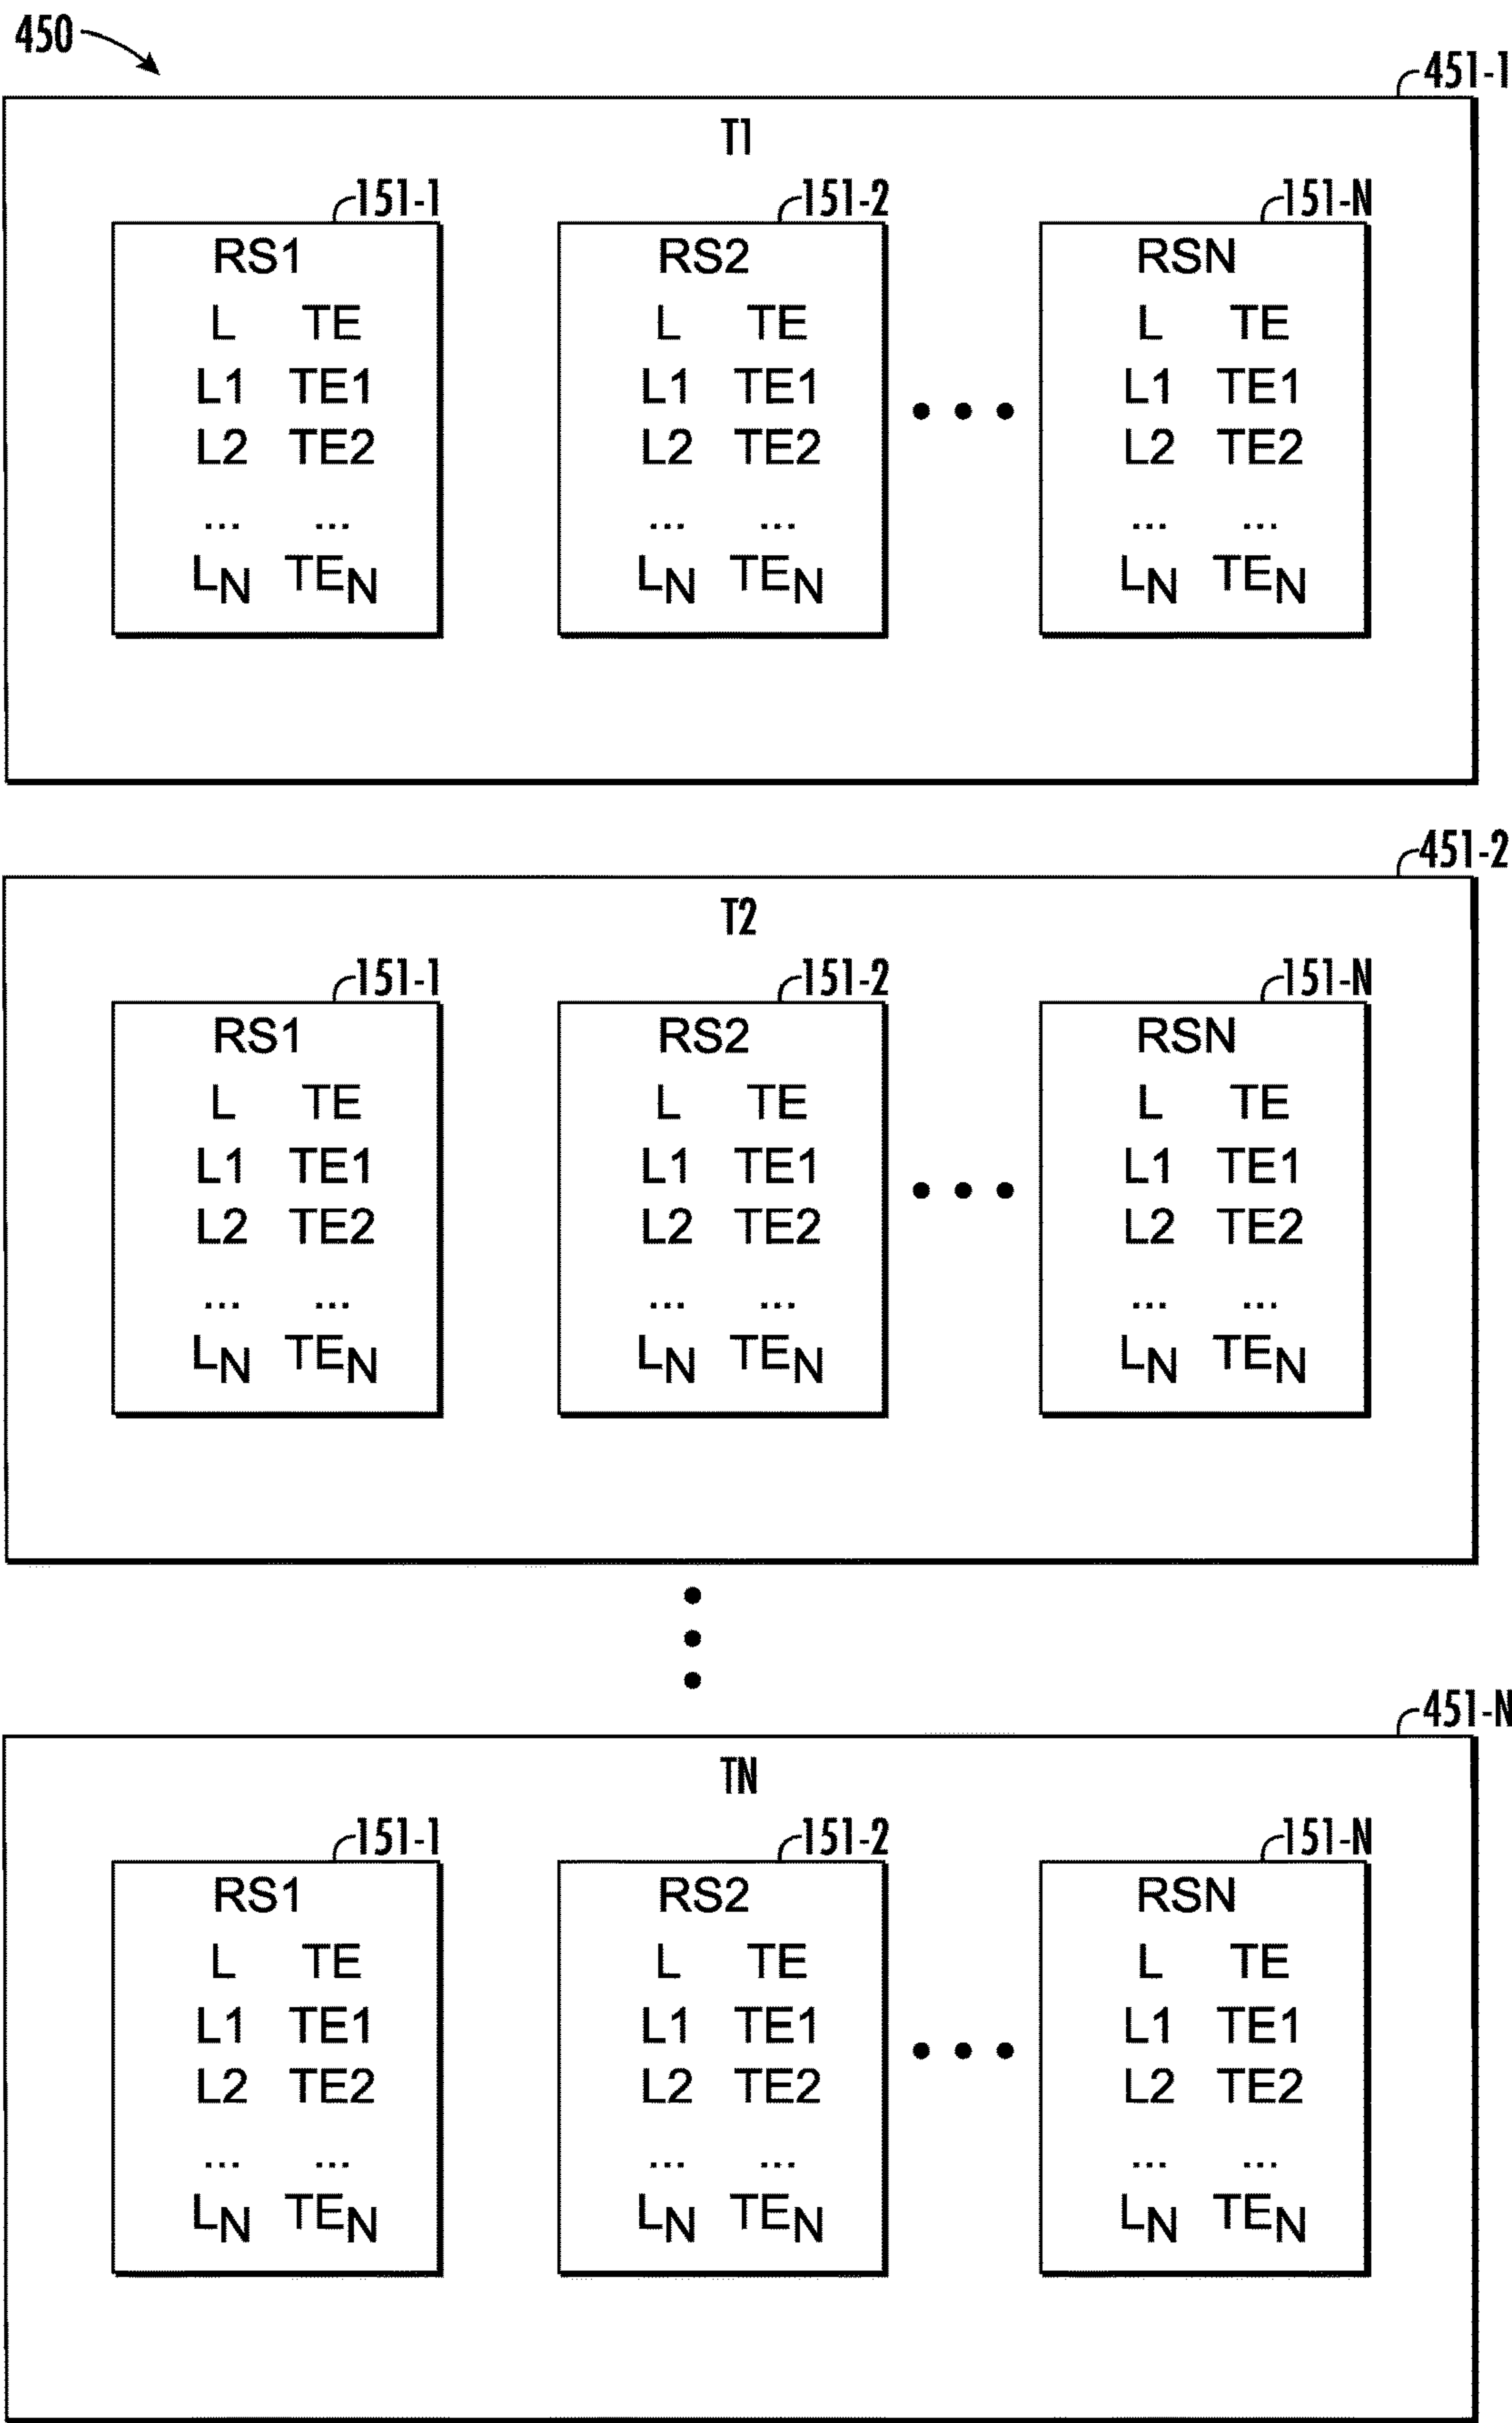 450
451-1
T1
151-1 151-2 151-N
RS1 RS2 RSN
L TE L TE L TE
L1 TE1 L1 TE1 L1 TE1
L2 TE2 L2 TE2 L2 TE2
... ... ... ... ... ...
LN TEN LN TEN LN TEN
451-2
T2
151-1 151-2 151-N
RS1 RS2 RSN
L TE L TE L TE
L1 TE1 L1 TE1 L1 TE1
L2 TE2 L2 TE2 L2 TE2
... ... ... ... ... ...
LN TEN LN TEN LN TEN
451-N
TN
151-1 151-2 151-N
RS1 RS2 RSN
L TE L TE L TE
L1 TE1 L1 TE1 L1 TE1
L2 TE2 L2 TE2 L2 TE2
... ... ... ... ... ...
LN TEN LN TEN LN TEN